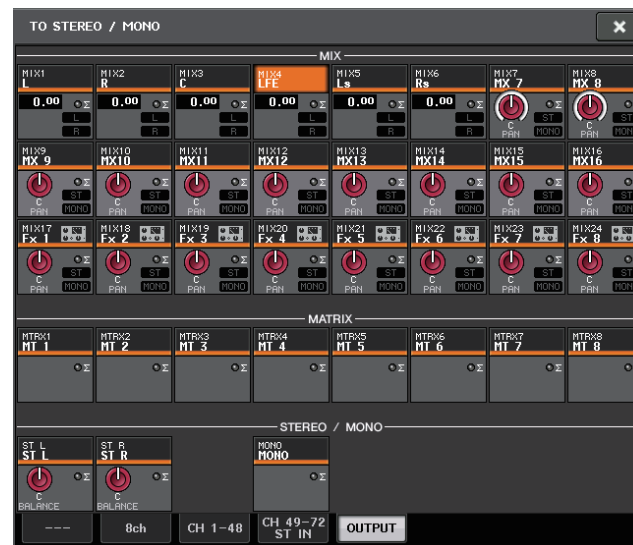 TO STEREO / MONO
MIX
MIX1 MIX2 MIX3 MIX4 MIX5 MIX6 MIX7 MIX8
L R C LFE Ls Rs MX 7 MX 8
0.00 Σ 0.00 Σ 0.00 Σ 0.00 Σ 0.00 Σ 0.00 Σ Σ Σ
L L L L L L ST ST
R R R R R R C PAN MONO C PAN MONO
MIX9 MIX10 MIX11 MIX12 MIX13 MIX14 MIX15 MIX16
MX 9 MX10 MX11 MX12 MX13 MX14 MX15 MX16
Σ Σ Σ Σ Σ Σ Σ Σ
ST ST ST ST ST ST ST ST
C PAN MONO C PAN MONO C PAN MONO C PAN MONO C PAN MONO C PAN MONO C PAN MONO C PAN MONO
MIX17 MIX18 MIX19 MIX20 MIX21 MIX22 MIX23 MIX24
Fx 1 Fx 2 Fx 3 Fx 4 Fx 5 Fx 6 Fx 7 Fx 8
Σ Σ Σ Σ Σ Σ Σ Σ
ST ST ST ST ST ST ST ST
C PAN MONO C PAN MONO C PAN MONO C PAN MONO C PAN MONO C PAN MONO C PAN MONO C PAN MONO
MATRIX
MTRX1 MTRX2 MTRX3 MTRX4 MTRX5 MTRX6 MTRX7 MTRX8
MT 1 MT 2 MT 3 MT 4 MT 5 MT 6 MT 7 MT 8
Σ Σ Σ Σ Σ Σ Σ Σ
STEREO / MONO
ST L ST R MONO
ST L ST R MONO
Σ Σ Σ
C C
BALANCE BALANCE
--- 8ch CH 1-48 CH 49-72 ST IN OUTPUT